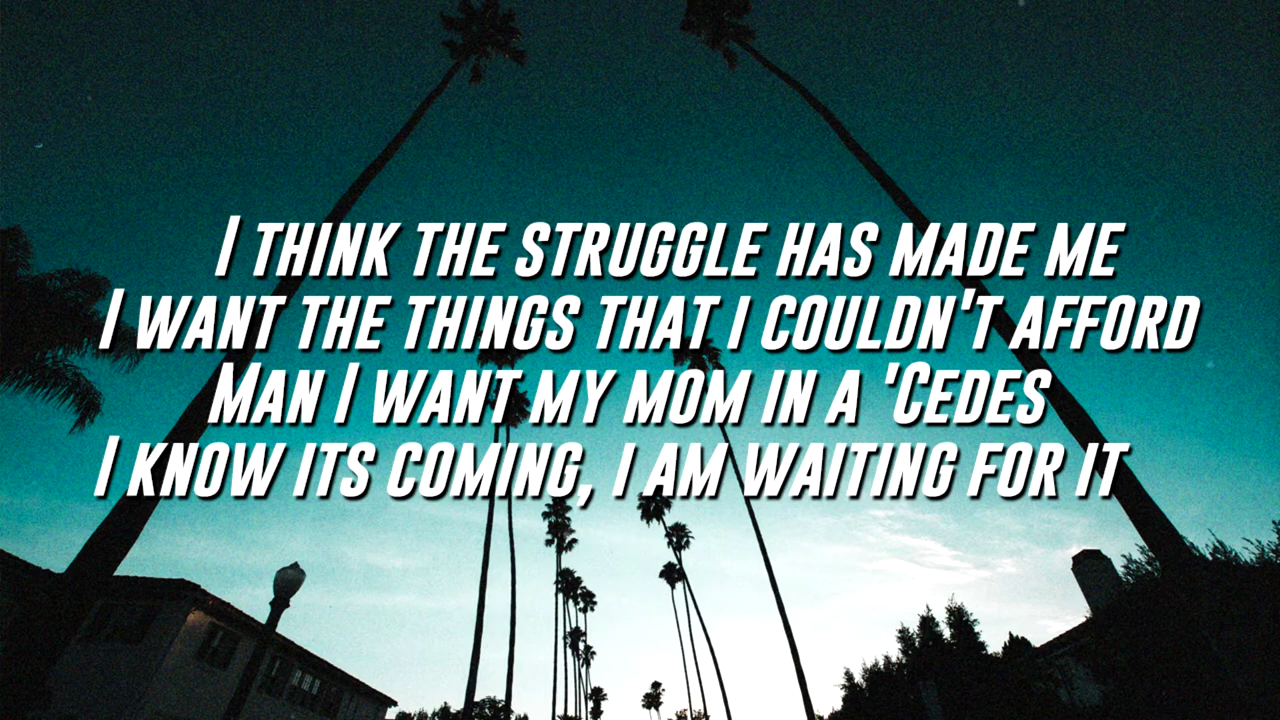 I THINK THE STRUGGLE HAS MADE ME
I WANT THE THINGS THAT I COULDN'T AFFORD
MAN I WANT MY MOM IN A 'CEDES
I KNOW ITS COMING, I AM WAITING FOR IT